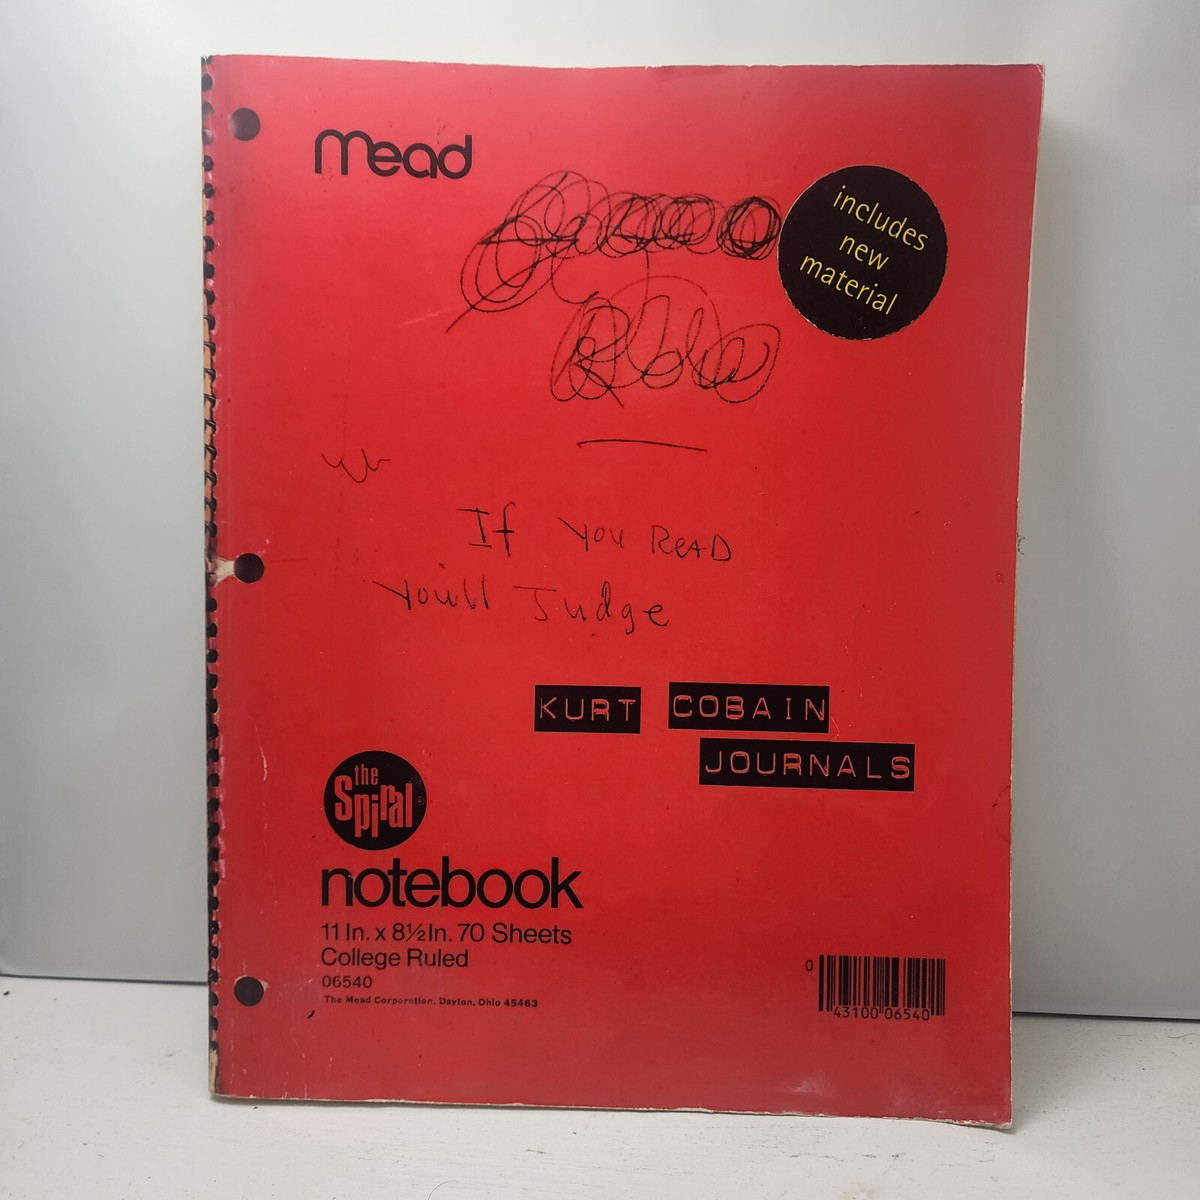 mead
includes
new
material
If You ReAD
You'll Judge
KURT COBAIN
JOURNALS
the
Spiral®
notebook
11 In. x 8½ In. 70 Sheets
College Ruled
06540
The Mead Corporation, Dayton, Ohio 45463
0 43100 06540